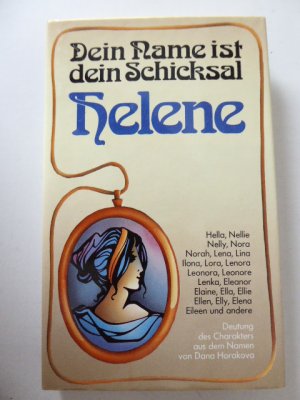 Dein Name ist
dein Schicksal
Helene
Hella, Nellie
Nelly, Nora
Norah, Lena, Lina
Ilona, Lora, Lenora
Leonora, Leonore
Lenka, Eleanor
Elaine, Ella, Ellie
Ellen, Elly, Elena
Eileen und andere
Deutung
des Charakters
aus dem Namen
von Dana Horakova